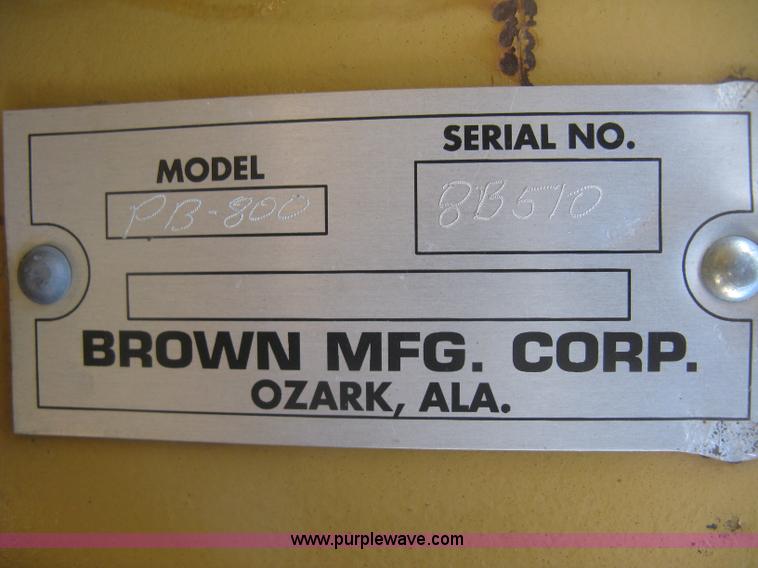 MODEL
SERIAL NO.
PB-800
8B570
BROWN MFG. CORP.
OZARK, ALA.
www.purplewave.com